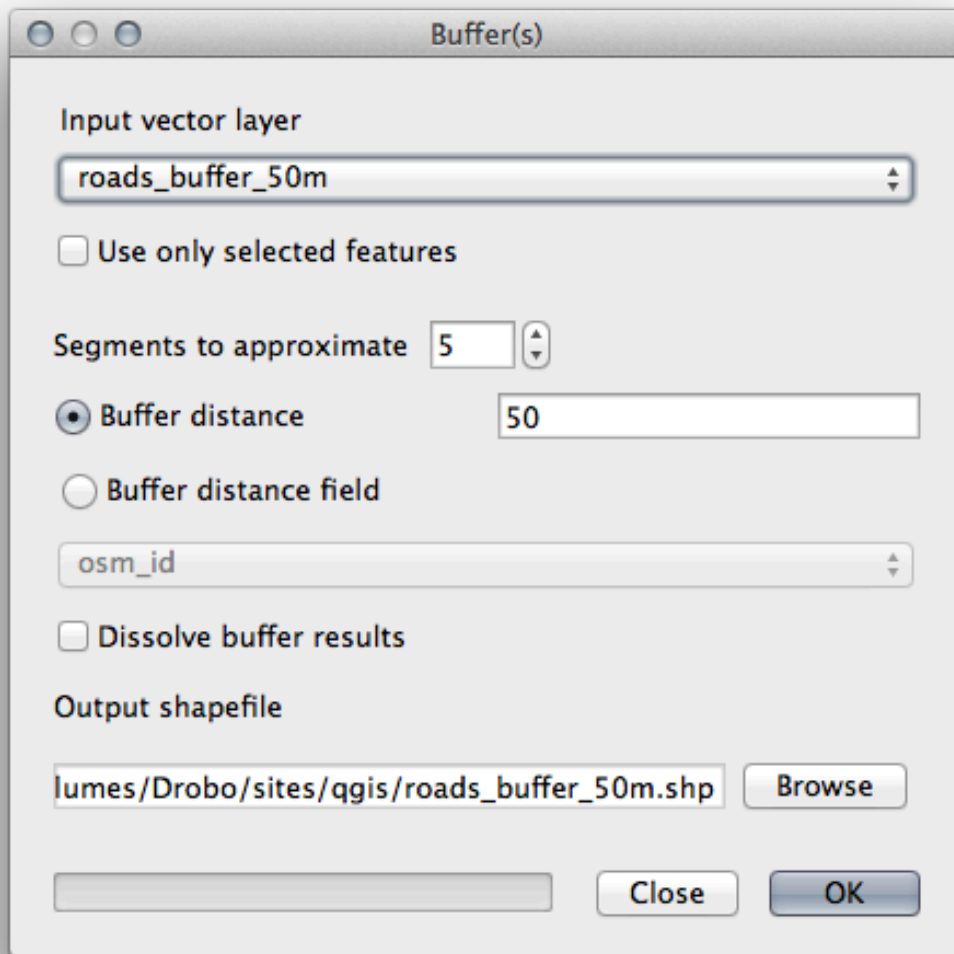 Buffer(s)
Input vector layer
roads_buffer_50m
Use only selected features
Segments to approximate 5
Buffer distance 50
Buffer distance field
osm_id
Dissolve buffer results
Output shapefile
lumes/Drobo/sites/qgis/roads_buffer_50m.shp Browse
Close OK